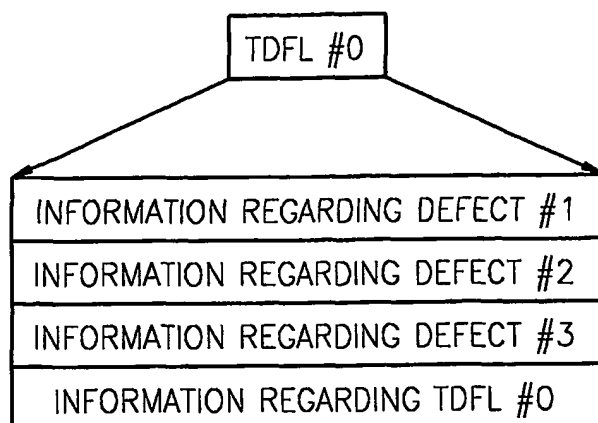 TDFL #0
INFORMATION REGARDING DEFECT #1
INFORMATION REGARDING DEFECT #2
INFORMATION REGARDING DEFECT #3
INFORMATION REGARDING TDFL #0